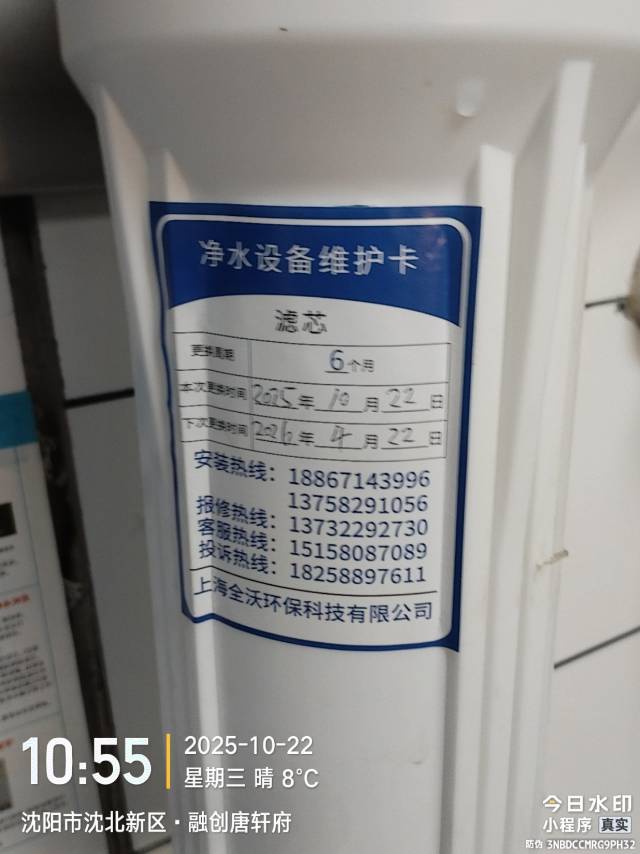 净水设备维护卡
滤芯
更换周期 6个月
本次更换时间 2025年10月22日
下次更换时间 2026年4月22日
安装热线：18867143996
13758291056
报修热线：13732292730
客服热线：15158087089
投诉热线：18258897611
上海全沃环保科技有限公司
10:55
2025-10-22
星期三 晴 8°C
沈阳市沈北新区·融创唐轩府
今日水印
小程序 真实
防伪 3NBDCCMRG9PH32